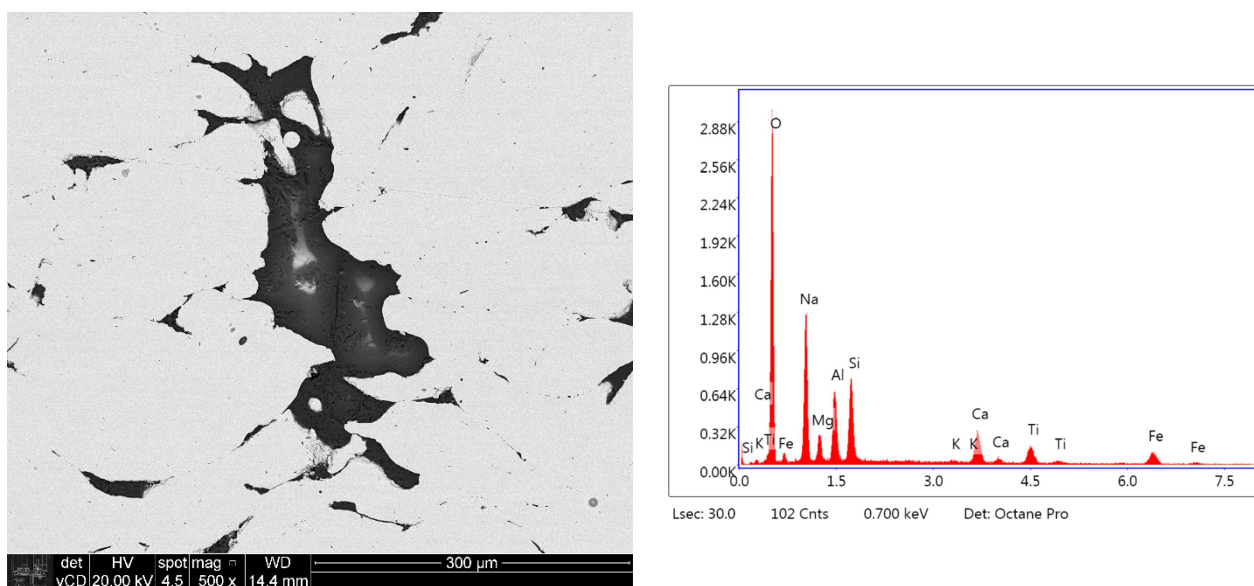 det HV spot mag □ WD 300 µm
vCD 20.00 kV 4.5 500 x 14.4 mm
2.88K
2.56K
2.24K
1.92K
1.60K
1.28K
0.96K
0.64K
0.32K
0.00K
O
Na
Ca
Al
Si
Mg
Si
K
Ti
Fe
K
K
Ca
Ca
Ti
Ti
Fe
Fe
0.0 1.5 3.0 4.5 6.0 7.5
Lsec: 30.0 102 Cnts 0.700 keV Det: Octane Pro